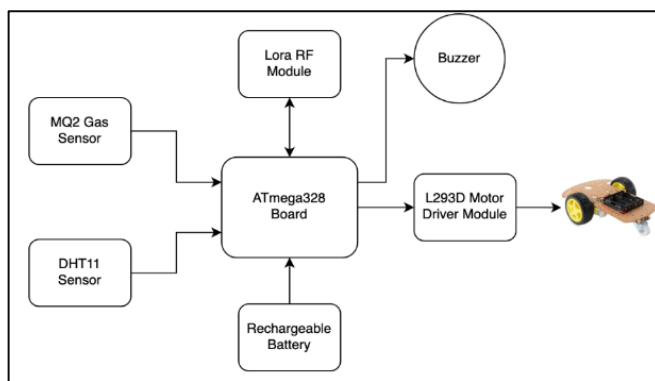 Lora RF
Module
Buzzer
MQ2 Gas
Sensor
ATmega328
Board
L293D Motor
Driver Module
DHT11
Sensor
Rechargeable
Battery